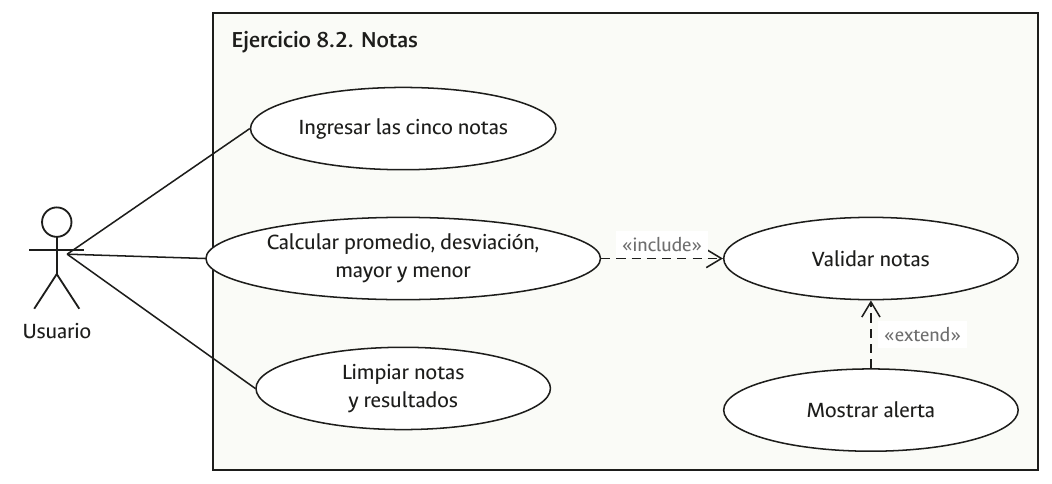 Ejercicio 8.2. Notas
Ingresar las cinco notas
Calcular promedio, desviación,
mayor y menor
«include»
Validar notas
Usuario
«extend»
Limpiar notas
y resultados
Mostrar alerta